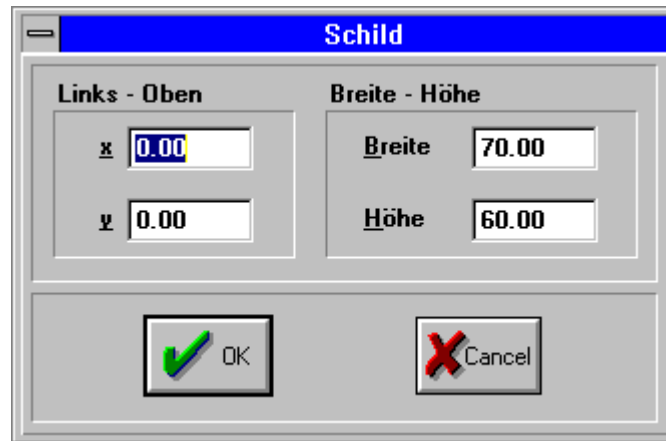 Schild
Links - Oben Breite - Höhe
x 0.00 Breite 70.00
y 0.00 Höhe 60.00
OK Cancel